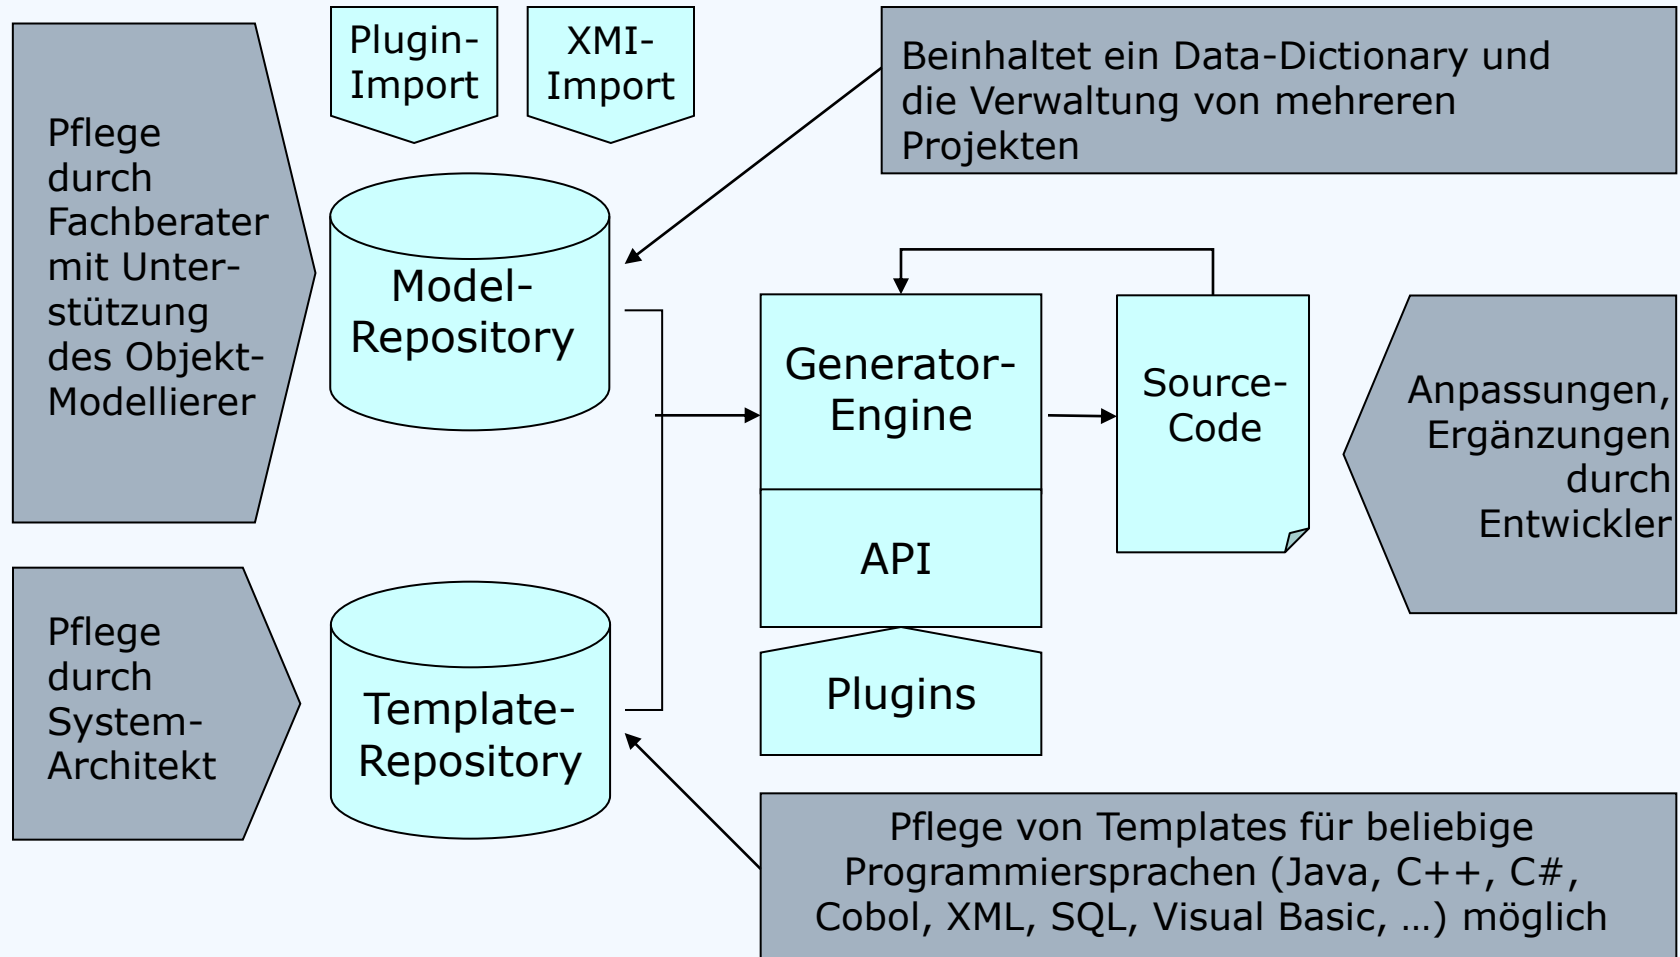 Plugin-
Import
XMI-
Import
Beinhaltet ein Data-Dictionary und
die Verwaltung von mehreren
Projekten
Pflege
durch
Fachberater
mit Unter-
stützung
des Objekt-
Modellierer
Model-
Repository
Generator-
Engine
Source-
Code
Anpassungen,
Ergänzungen
durch
Entwickler
API
Pflege
durch
System-
Architekt
Template-
Repository
Plugins
Pflege von Templates für beliebige
Programmiersprachen (Java, C++, C#,
Cobol, XML, SQL, Visual Basic, …) möglich